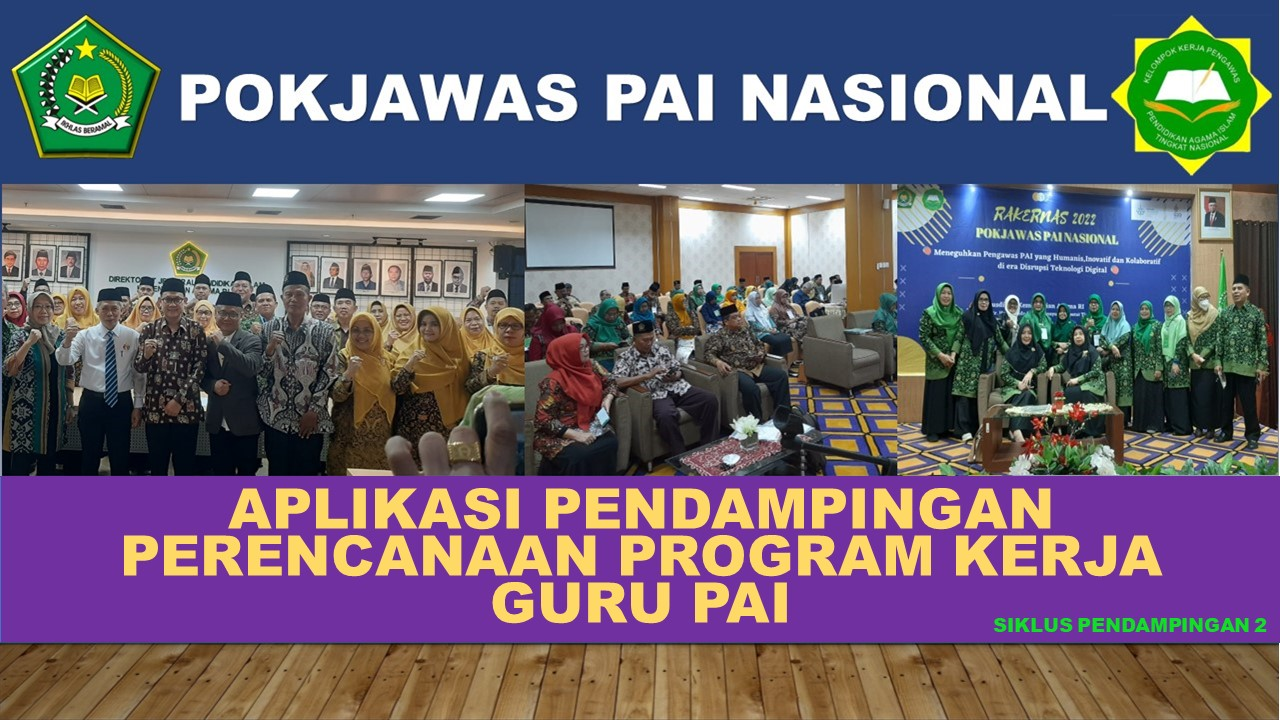 POKJAWAS PAI NASIONAL
IKHLAS BERAMAL
KELOMPOK KERJA PENGAWAS
PENDIDIKAN AGAMA ISLAM
TINGKAT NASIONAL
RAKERNAS 2022
POKJAWAS PAI NASIONAL
Meneguhkan Pengawas PAI yang Humanis,Inovatif dan Kolaboratif
di era Disrupsi Teknologi Digital
APLIKASI PENDAMPINGAN
PERENCANAAN PROGRAM KERJA
GURU PAI
SIKLUS PENDAMPINGAN 2